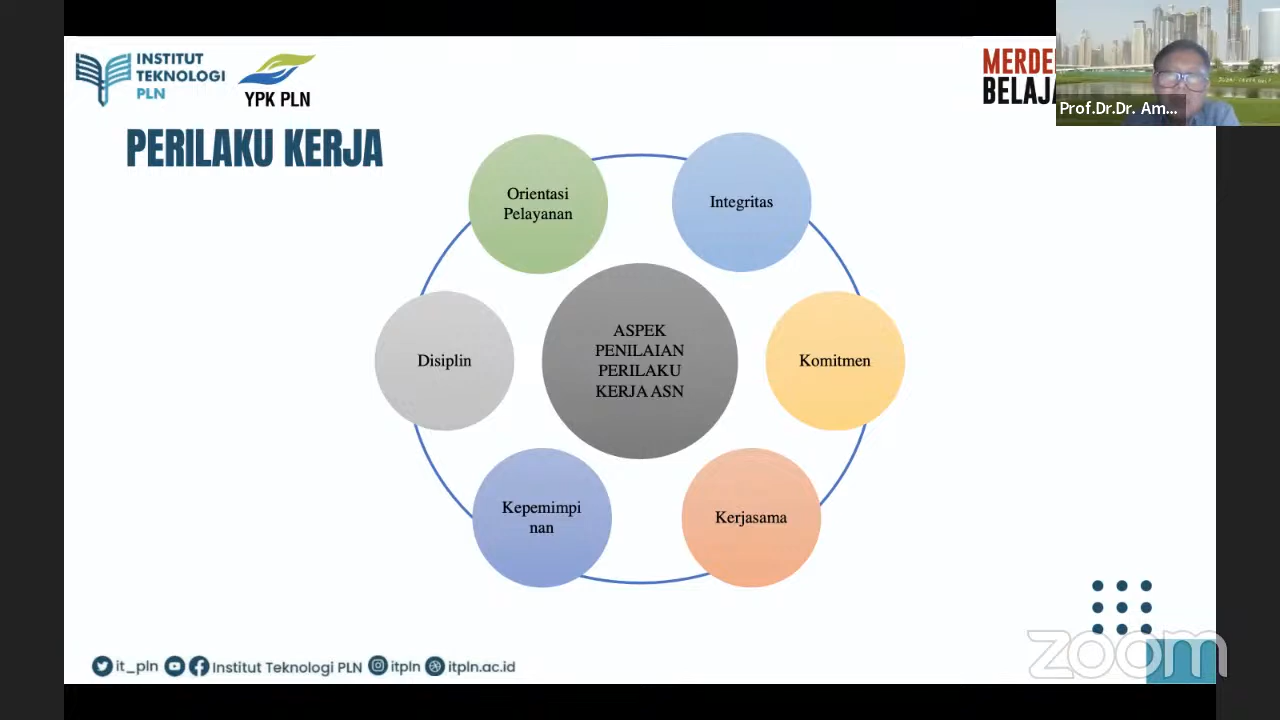 INSTITUT
TEKNOLOGI
PLN
YPK PLN
MERDE
BELAJA
Prof.Dr.Dr. Am...
PERILAKU KERJA
Orientasi
Pelayanan
Integritas
Disiplin
ASPEK
PENILAIAN
PERILAKU
KERJA ASN
Komitmen
Kepemimpi
nan
Kerjasama
zoom
it_pln Institut Teknologi PLN itpln itpln.ac.id